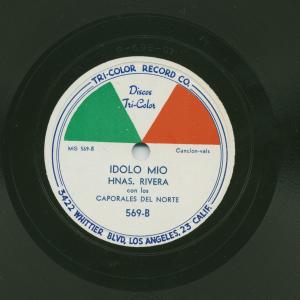 TRI-COLOR RECORD CO.
Discos
Tri-Color
MIG 569-B
Cancion-vals
IDOLO MIO
HNAS. RIVERA
con los
CAPORALES DEL NORTE
569-B
3422 WHITTIER BLVD, LOS ANGELES, 23 CALIF.